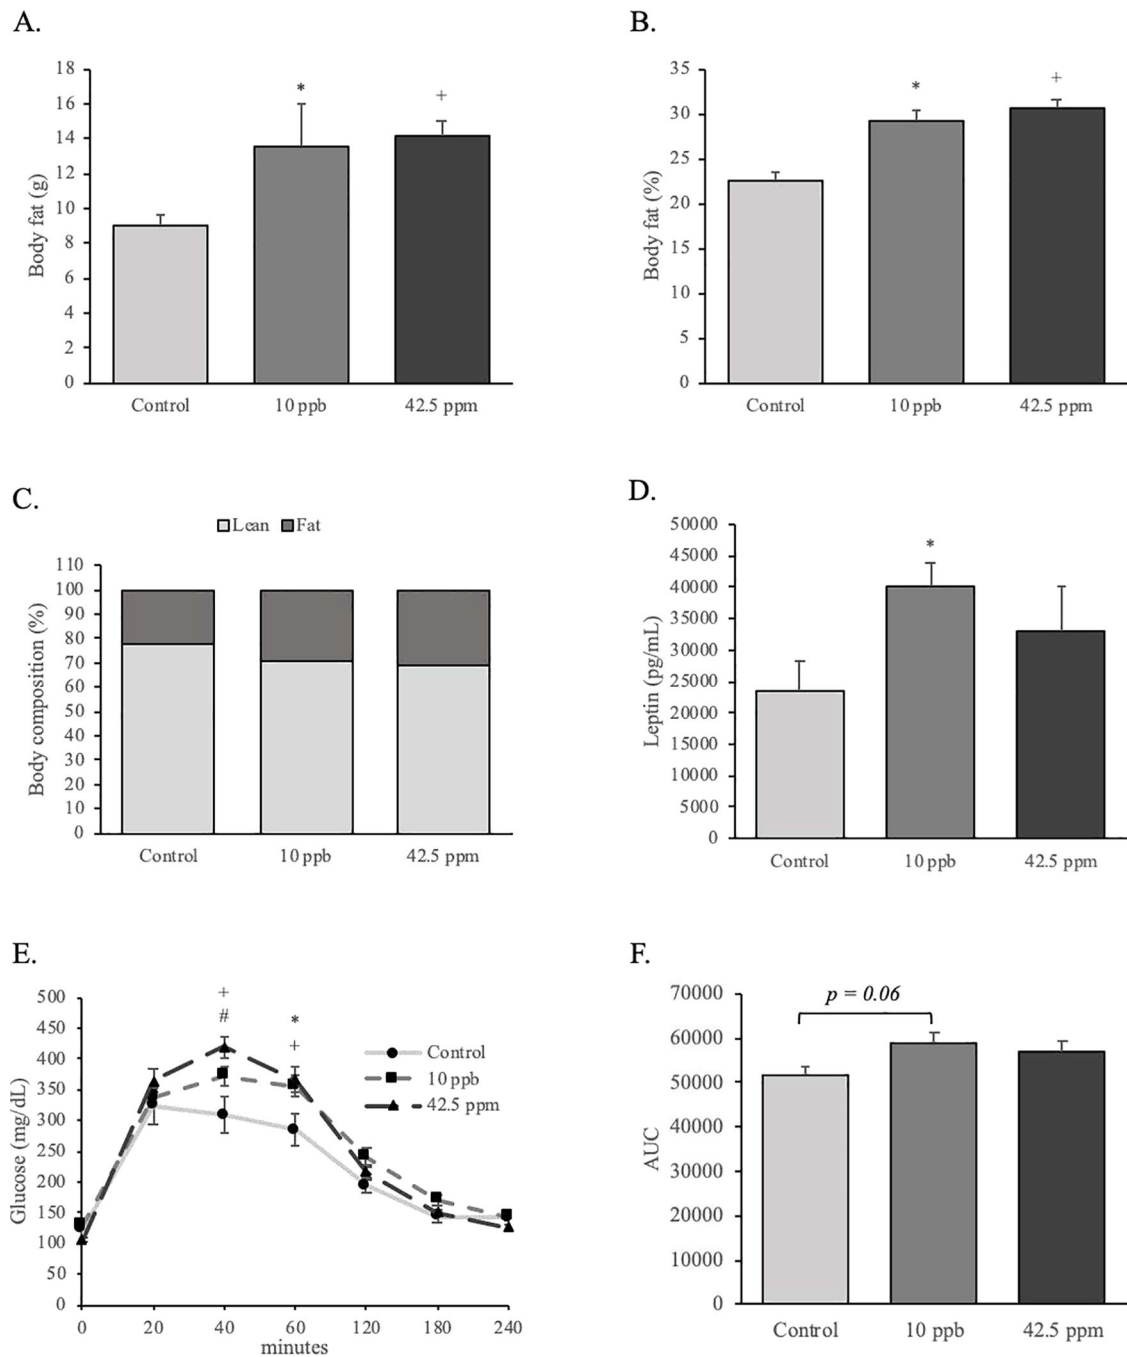 A.
18
16
14
12
10
8
6
4
2
0
Body fat (g)
*
+
Control 10 ppb 42.5 ppm
B.
35
30
25
20
15
10
5
0
Body fat (%)
*
+
Control 10 ppb 42.5 ppm
C.
Lean Fat
110
100
90
80
70
60
50
40
30
20
10
0
Body composition (%)
Control 10 ppb 42.5 ppm
D.
50000
45000
40000
35000
30000
25000
20000
15000
10000
5000
0
Leptin (pg/mL)
*
Control 10 ppb 42.5 ppm
E.
500
450
400
350
300
250
200
150
100
50
0
Glucose (mg/dL)
+
#
*
+
Control
10 ppb
42.5 ppm
0 20 40 60 120 180 240
minutes
F.
70000
60000
50000
40000
30000
20000
10000
0
AUC
p = 0.06
Control 10 ppb 42.5 ppm